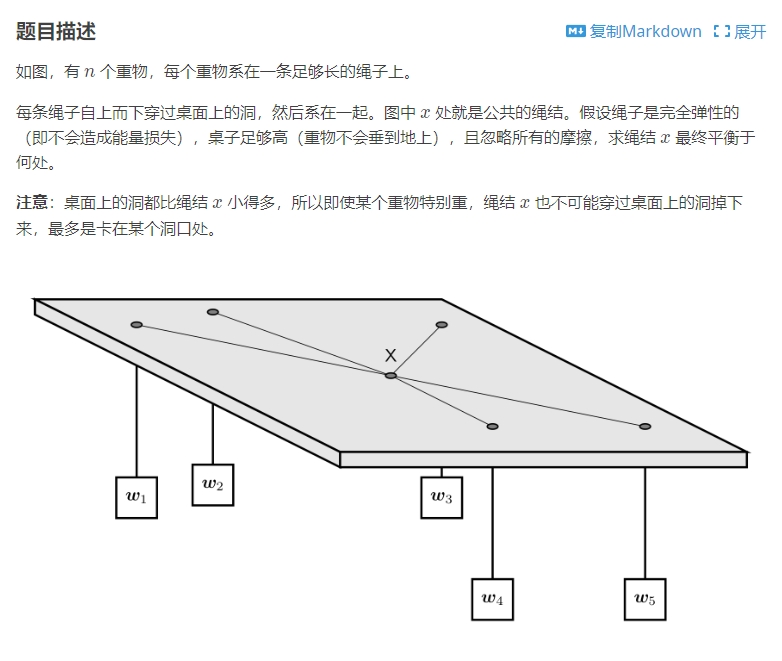 题目描述
复制Markdown 展开
如图，有 n 个重物，每个重物系在一条足够长的绳子上。
每条绳子自上而下穿过桌面上的洞，然后系在一起。图中 x 处就是公共的绳结。假设绳子是完全弹性的
（即不会造成能量损失），桌子足够高（重物不会垂到地上），且忽略所有的摩擦，求绳结 x 最终平衡于
何处。
注意：桌面上的洞都比绳结 x 小得多，所以即使某个重物特别重，绳结 x 也不可能穿过桌面上的洞掉下
来，最多是卡在某个洞口处。
X
w₁
w₂
w₃
w₄
w₅